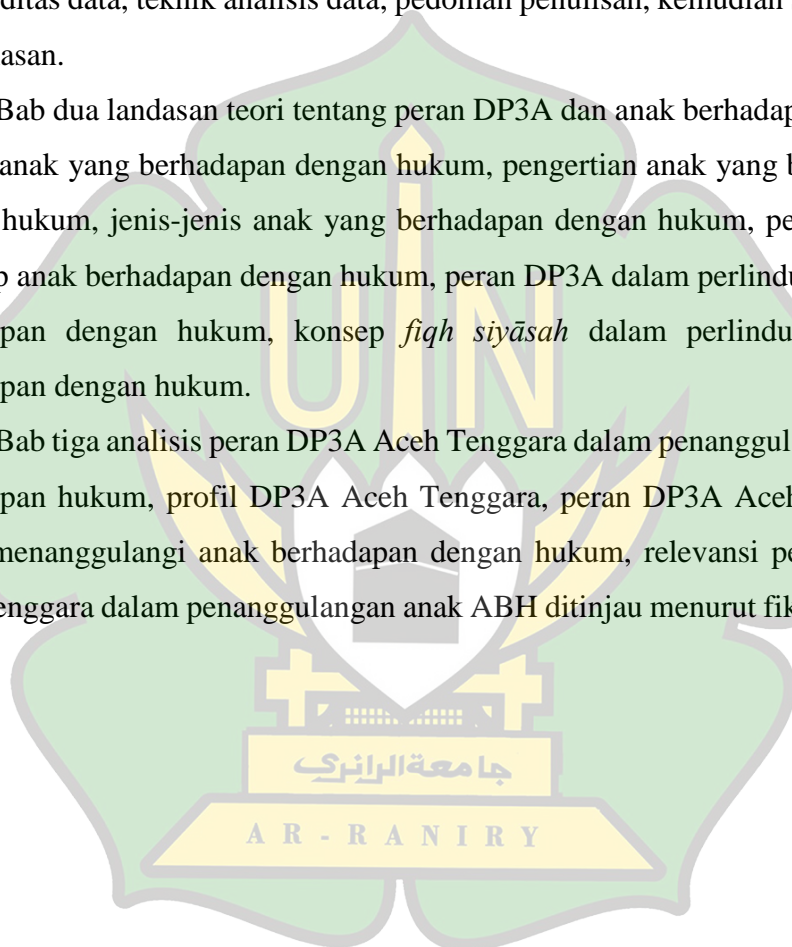 ditas data, teknik analisis data, pedoman penulisan, kemudian
asan.
Bab dua landasan teori tentang peran DP3A dan anak berhadap
anak yang berhadapan dengan hukum, pengertian anak yang b
hukum, jenis-jenis anak yang berhadapan dengan hukum, pe
p anak berhadapan dengan hukum, peran DP3A dalam perlindu
pan dengan hukum, konsep fiqh siyāsah dalam perlindu
pan dengan hukum.
Bab tiga analisis peran DP3A Aceh Tenggara dalam penanggul
pan hukum, profil DP3A Aceh Tenggara, peran DP3A Aceh
menanggulangi anak berhadapan dengan hukum, relevansi pe
enggara dalam penanggulangan anak ABH ditinjau menurut fik
UIN
جامعة الرانري
AR-RANIRY